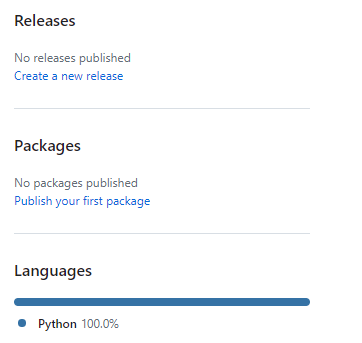 Releases
No releases published
Create a new release
Packages
No packages published
Publish your first package
Languages
Python 100.0%